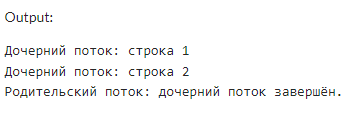 Output:
Дочерний поток: строка 1
Дочерний поток: строка 2
Родительский поток: дочерний поток завершён.